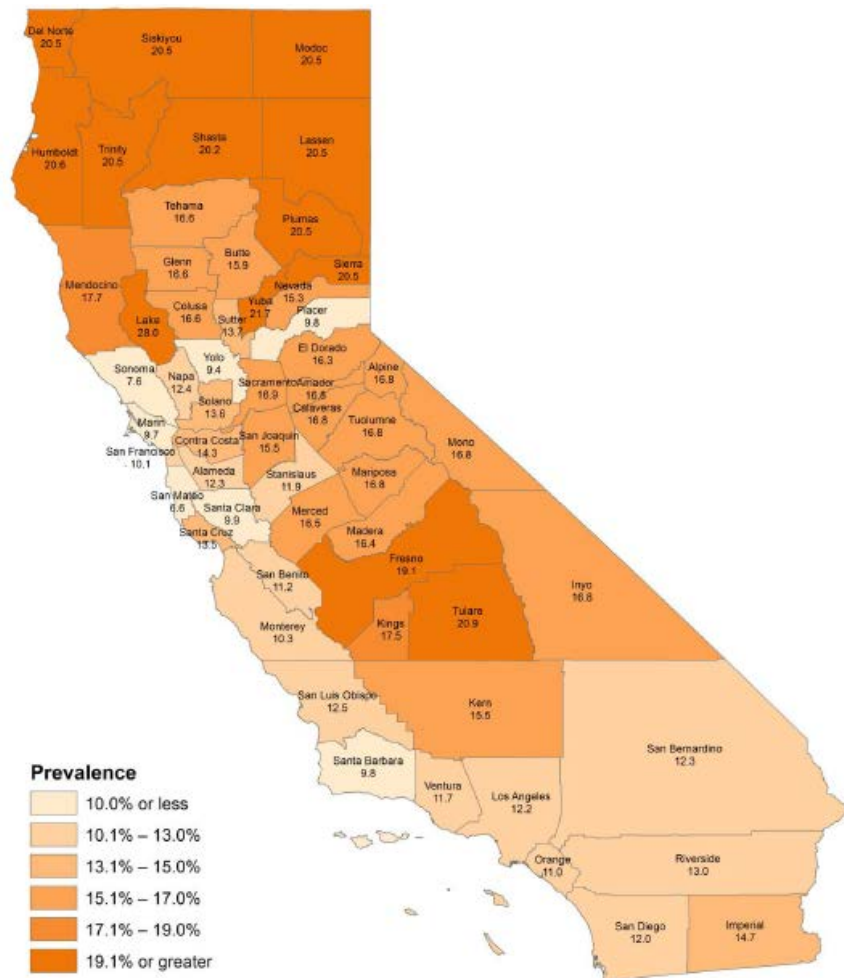 Del Norte
20.5
Siskiyou
20.5
Modoc
20.5
Humboldt
20.6
Trinity
20.5
Shasta
20.2
Lassen
20.5
Tehama
16.6
Plumas
20.5
Glenn
16.6
Butte
15.9
Sierra
20.5
Mendocino
17.7
Lake
28.0
Colusa
16.6
Sutter
13.7
Yuba
21.7
Nevada
15.3
Placer
9.8
Sonoma
7.6
Napa
12.4
Yolo
9.4
El Dorado
16.3
Alpine
16.8
Solano
13.6
Sacramento
16.9
Amador
16.8
Calaveras
16.8
Tuolumne
16.8
Mono
16.8
Marin
9.7
San Francisco
10.1
Contra Costa
14.3
San Joaquin
15.5
Alameda
12.3
Stanislaus
11.9
Mariposa
16.8
San Mateo
6.6
Santa Clara
9.9
Merced
16.5
Madera
16.4
Santa Cruz
13.5
Fresno
19.1
San Benito
11.2
Inyo
16.8
Monterey
10.3
Kings
17.5
Tulare
20.9
San Luis Obispo
12.5
Kern
15.5
Santa Barbara
9.8
Ventura
11.7
Los Angeles
12.2
San Bernardino
12.3
Orange
11.0
Riverside
13.0
San Diego
12.0
Imperial
14.7
Prevalence
10.0% or less
10.1% – 13.0%
13.1% – 15.0%
15.1% – 17.0%
17.1% – 19.0%
19.1% or greater